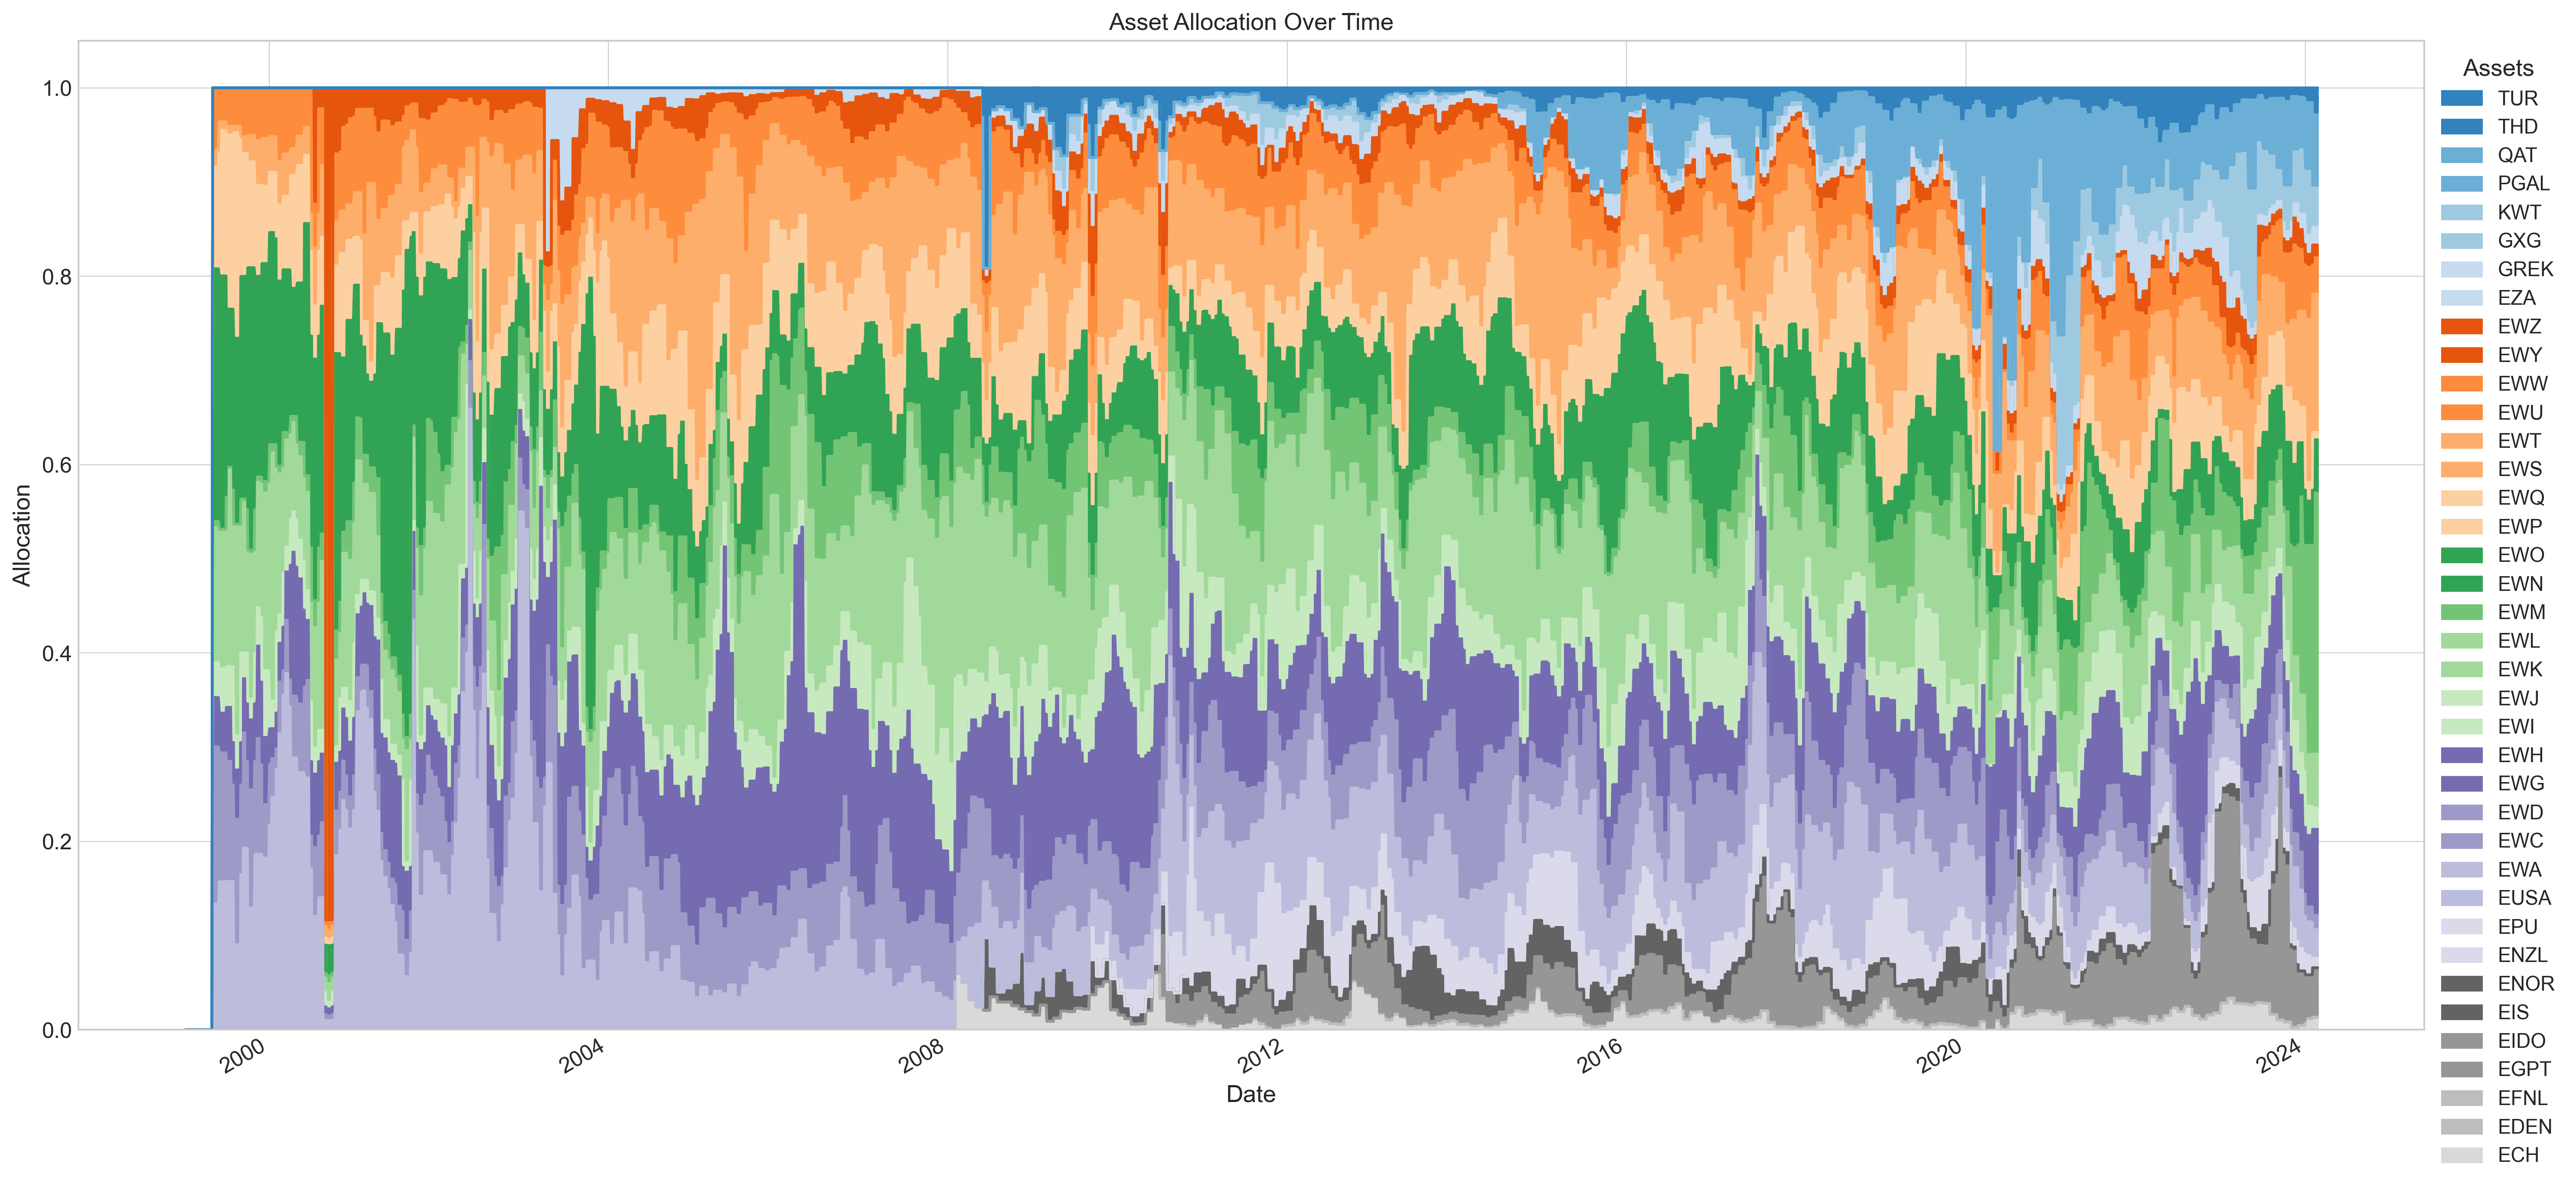 Asset Allocation Over Time
Assets
TUR
THD
QAT
PGAL
KWT
GXG
GREK
EZA
EWZ
EWY
EWW
EWU
EWT
EWS
EWQ
EWP
EWO
EWN
EWM
EWL
EWK
EWJ
EWI
EWH
EWG
EWD
EWC
EWA
EUSA
EPU
ENZL
ENOR
EIS
EIDO
EGPT
EFNL
EDEN
ECH
Allocation
1.0
0.8
0.6
0.4
0.2
0.0
2000
2004
2008
2012
2016
2020
2024
Date